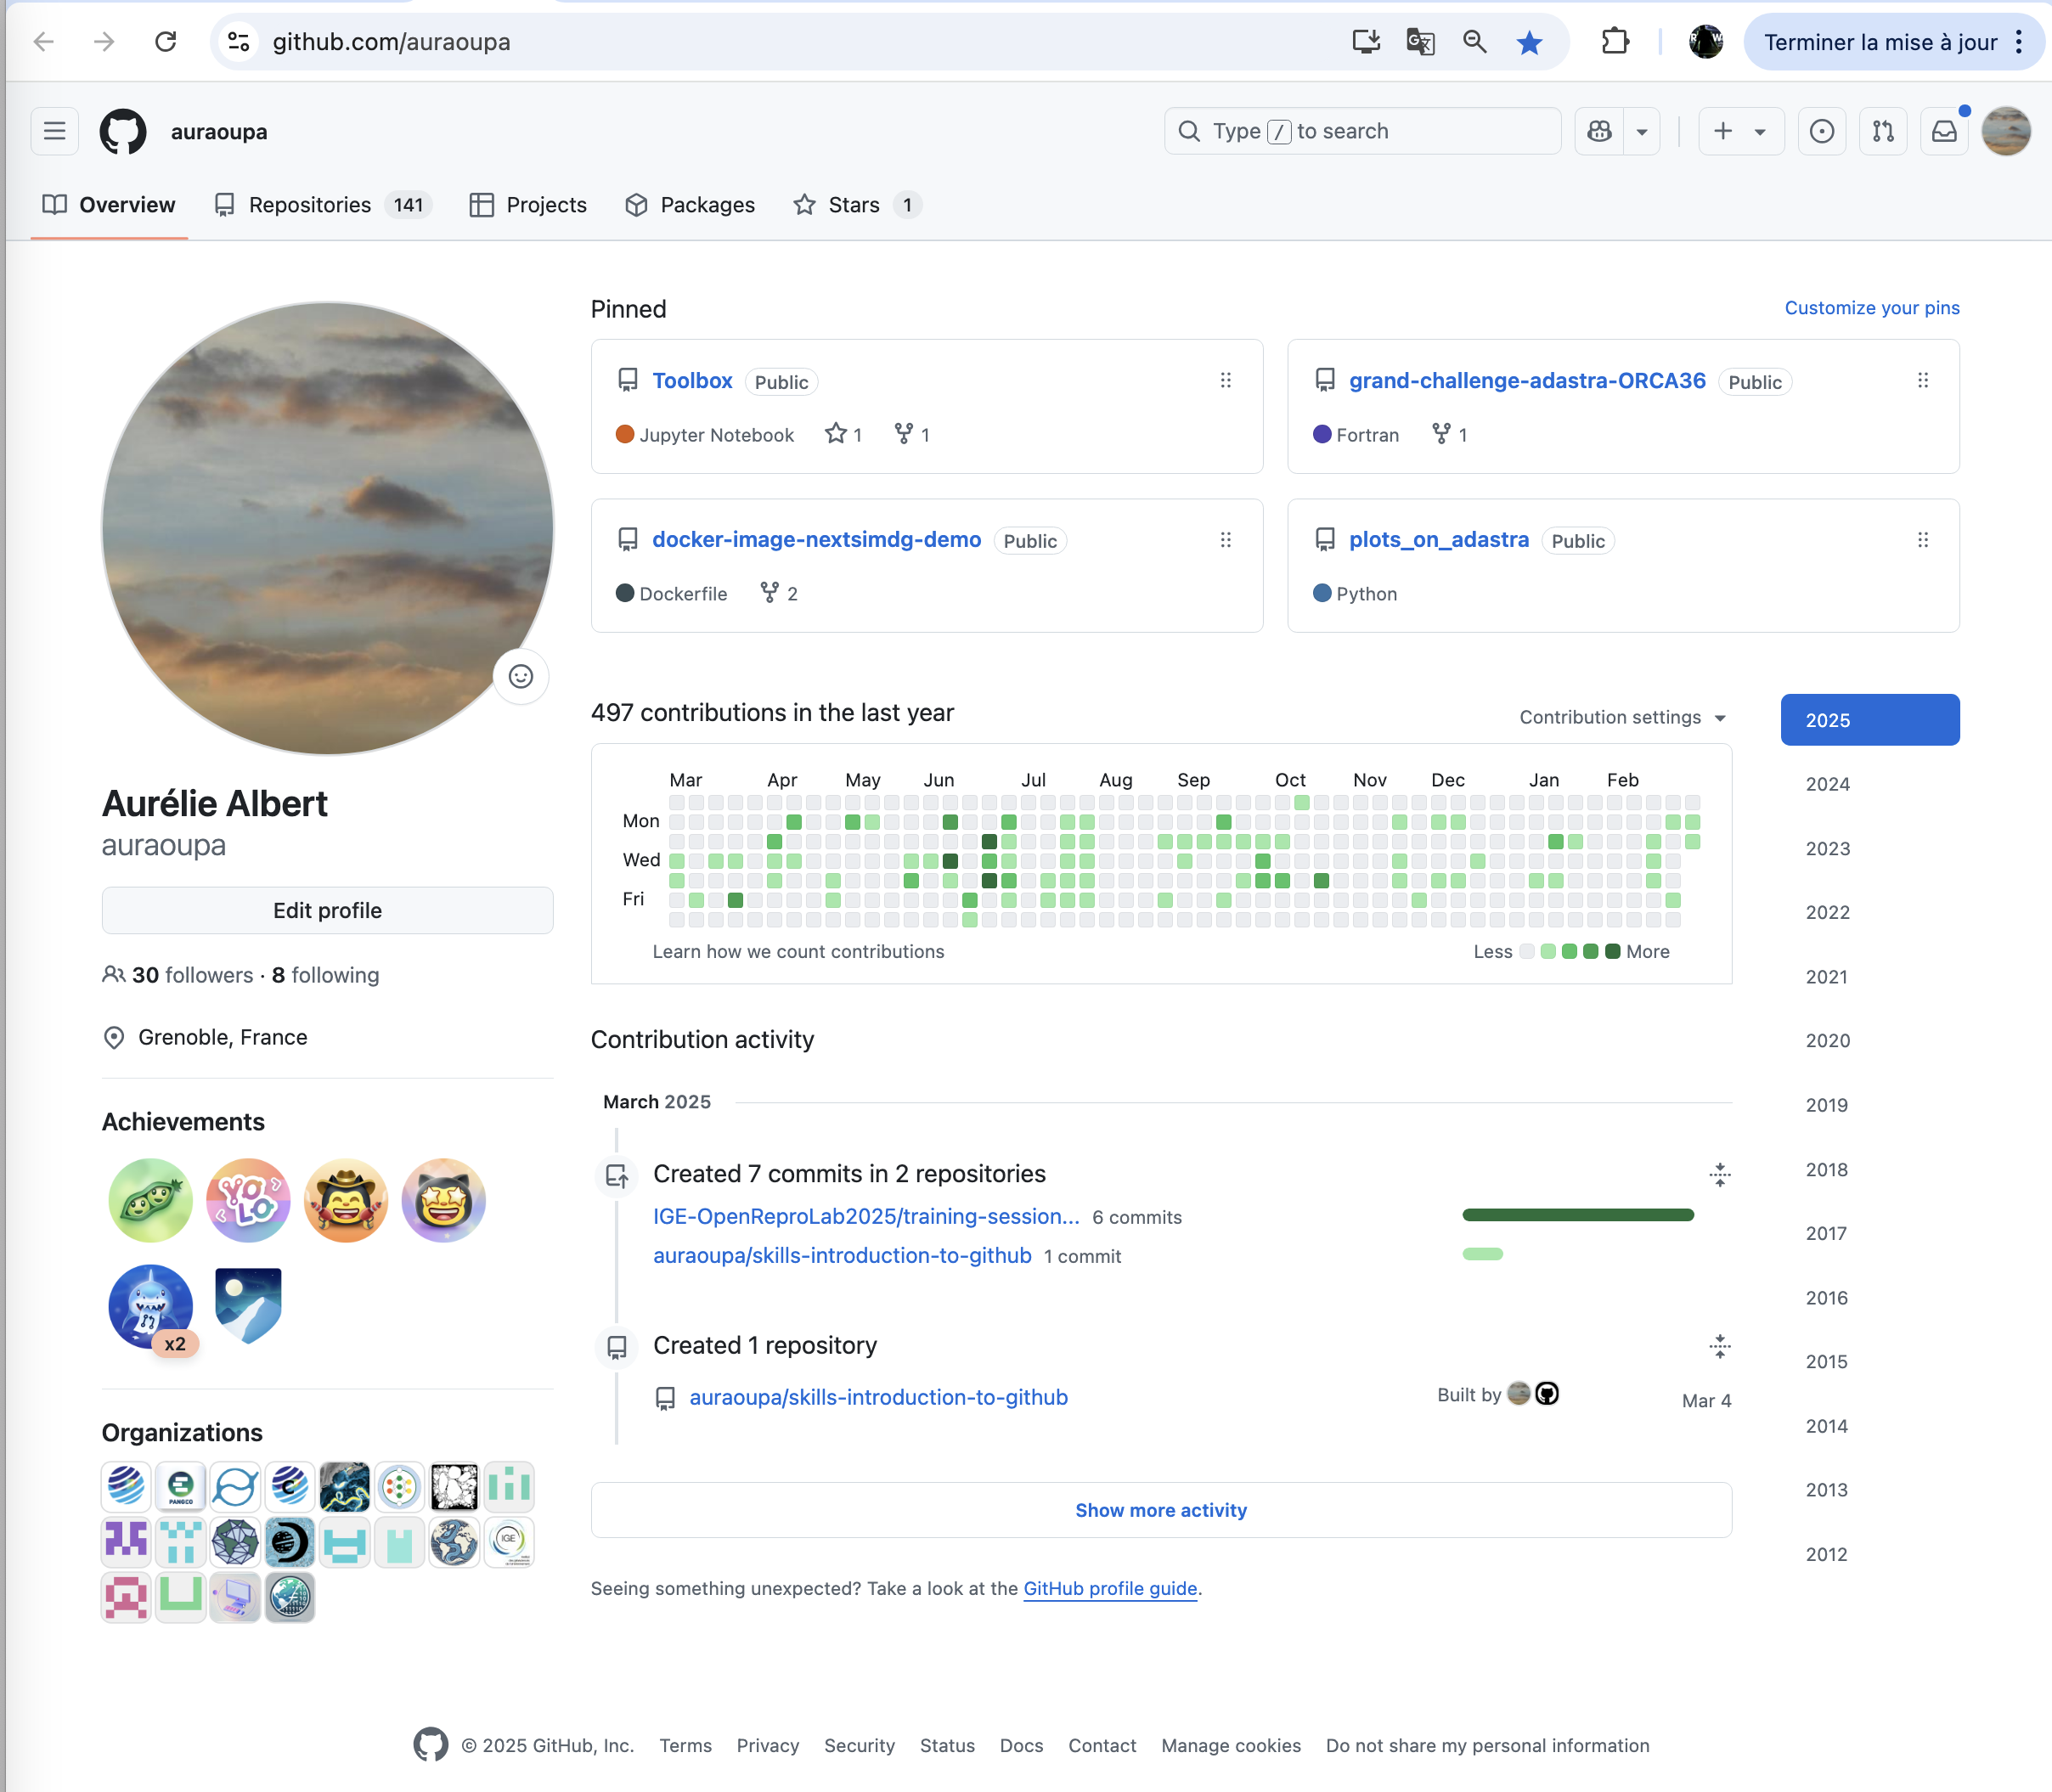 github.com/auraoupa
Terminer la mise à jour
auraoupa
Type / to search
Overview
Repositories 141
Projects
Packages
Stars 1
Pinned
Customize your pins
Toolbox Public
Jupyter Notebook 1 1
grand-challenge-adastra-ORCA36 Public
Fortran 1
docker-image-nextsimdg-demo Public
Dockerfile 2
plots_on_adastra Public
Python
Aurélie Albert
auraoupa
Edit profile
30 followers · 8 following
Grenoble, France
Achievements
YOLO
x2
Organizations
PANGEO
C
IGE
497 contributions in the last year
Contribution settings
Mar Apr May Jun Jul Aug Sep Oct Nov Dec Jan Feb
Mon
Wed
Fri
Learn how we count contributions
Less More
Contribution activity
March 2025
Created 7 commits in 2 repositories
IGE-OpenReproLab2025/training-session... 6 commits
auraoupa/skills-introduction-to-github 1 commit
Created 1 repository
auraoupa/skills-introduction-to-github
Built by
Mar 4
Show more activity
Seeing something unexpected? Take a look at the GitHub profile guide.
2025
2024
2023
2022
2021
2020
2019
2018
2017
2016
2015
2014
2013
2012
© 2025 GitHub, Inc. Terms Privacy Security Status Docs Contact Manage cookies Do not share my personal information